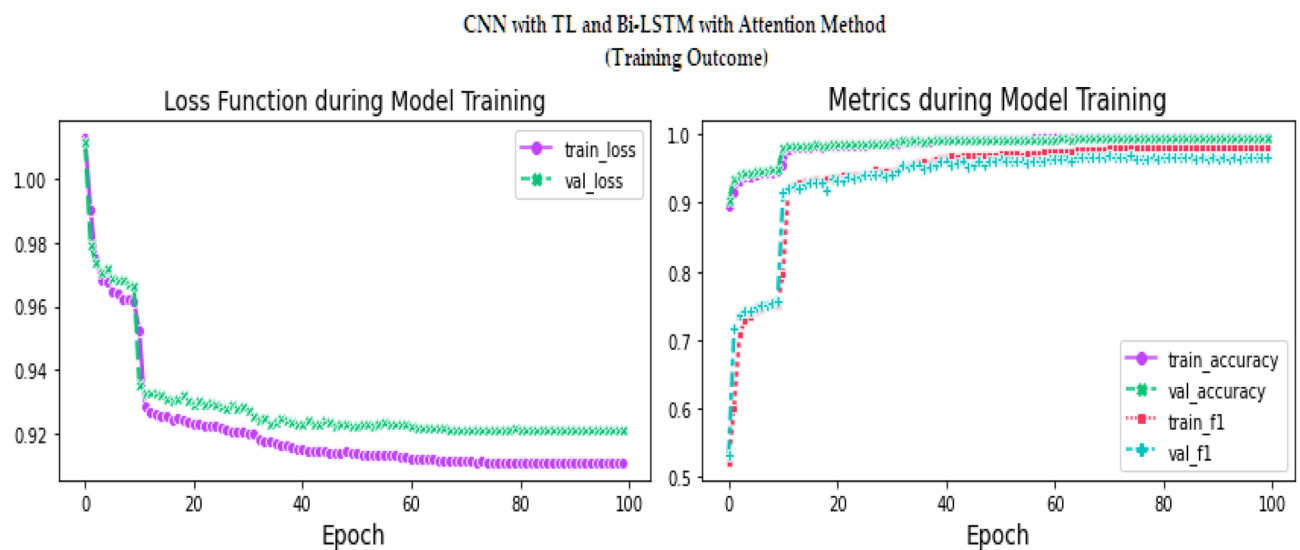 CNN with TL and Bi-LSTM with Attention Method
(Training Outcome)
Loss Function during Model Training
train_loss
val_loss
1.00
0.98
0.96
0.94
0.92
0
20
40
60
80
100
Epoch
Metrics during Model Training
1.0
0.9
0.8
0.7
0.6
0.5
train_accuracy
val_accuracy
train_f1
val_f1
0
20
40
60
80
100
Epoch